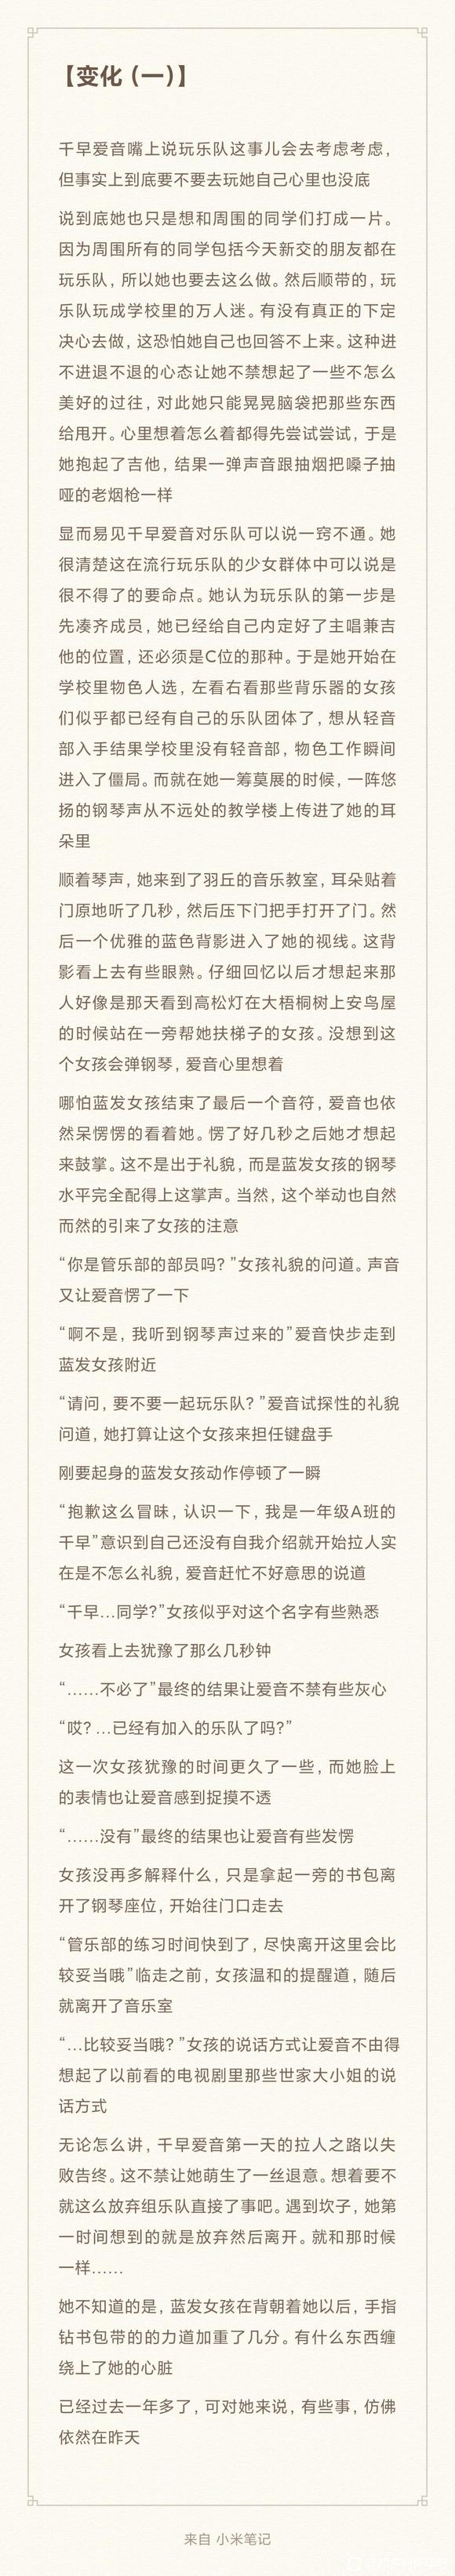 【变化（一）】
千早爱音嘴上说玩乐队这事儿会去考虑考虑，
但事实上到底要不要去玩她自己心里也没底
说到底她也只是想和周围的同学们打成一片。
因为周围所有的同学包括今天新交的朋友都在
玩乐队，所以她也要去这么做。然后顺带的，玩
乐队玩成学校里的万人迷。有没有真正的下定
决心去做，这恐怕她自己也回答不上来。这种进
不进退不退的心态让她不禁想起了一些不怎么
美好的过往，对此她只能晃晃脑袋把那些东西
给甩开。心里想着怎么着都得先尝试尝试，于是
她抱起了吉他，结果一弹声音跟抽烟把嗓子抽
哑的老烟枪一样
显而易见千早爱音对乐队可以说一窍不通。她
很清楚这在流行玩乐队的少女群体中可以说是
很不得了的要命点。她认为玩乐队的第一步是
先凑齐成员，她已经给自己内定好了主唱兼吉
他的位置，还必须是C位的那种。于是她开始在
学校里物色人选，左看右看那些背乐器的女孩
们似乎都已经有自己的乐队团体了，想从轻音
部入手结果学校里没有轻音部，物色工作瞬间
进入了僵局。而就在她一筹莫展的时候，一阵悠
扬的钢琴声从不远处的教学楼上传进了她的耳
朵里
顺着琴声，她来到了羽丘的音乐教室，耳朵贴着
门原地听了几秒，然后压下门把手打开了门。然
后一个优雅的蓝色背影进入了她的视线。这背
影看上去有些眼熟。仔细回忆以后才想起来那
人好像是那天看到高松灯在大梧桐树上安鸟屋
的时候站在一旁帮她扶梯子的女孩。没想到这
个女孩会弹钢琴，爱音心里想着
哪怕蓝发女孩结束了最后一个音符，爱音也依
然呆愣愣的看着她。愣了好几秒之后她才想起
来鼓掌。这不是出于礼貌，而是蓝发女孩的钢琴
水平完全配得上这掌声。当然，这个举动也自然
而然的引来了女孩的注意
“你是管乐部的部员吗？”女孩礼貌的问道。声音
又让爱音愣了一下
“啊不是，我听到钢琴声过来的”爱音快步走到
蓝发女孩附近
“请问，要不要一起玩乐队？”爱音试探性的礼貌
问道，她打算让这个女孩来担任键盘手
刚要起身的蓝发女孩动作停顿了一瞬
“抱歉这么冒昧，认识一下，我是一年级A班的
千早”意识到自己还没有自我介绍就开始拉人实
在是不怎么礼貌，爱音赶忙不好意思的说道
“千早…同学?”女孩似乎对这个名字有些熟悉
女孩看上去犹豫了那么几秒钟
“……不必了”最终的结果让爱音不禁有些灰心
“哎？…已经有加入的乐队了吗?”
这一次女孩犹豫的时间更久了一些，而她脸上
的表情也让爱音感到捉摸不透
“……没有”最终的结果也让爱音有些发愣
女孩没再多解释什么，只是拿起一旁的书包离
开了钢琴座位，开始往门口走去
“管乐部的练习时间快到了，尽快离开这里会比
较妥当哦”临走之前，女孩温和的提醒道，随后
就离开了音乐室
“…比较妥当哦？”女孩的说话方式让爱音不由得
想起了以前看的电视剧里那些世家大小姐的说
话方式
无论怎么讲，千早爱音第一天的拉人之路以失
败告终。这不禁让她萌生了一丝退意。想着要不
就这么放弃组乐队直接了事吧。遇到坎子，她第
一时间想到的就是放弃然后离开。就和那时候
一样……
她不知道的是，蓝发女孩在背朝着她以后，手指
钻书包带的的力道加重了几分。有什么东西缠
绕上了她的心脏
已经过去一年多了，可对她来说，有些事，仿佛
依然在昨天
来自 小米笔记